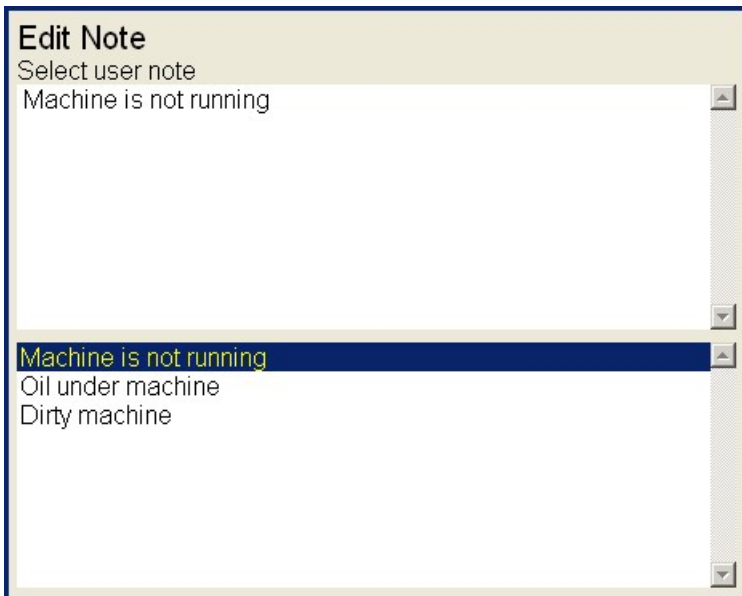 Edit Note
Select user note
Machine is not running
Machine is not running
Oil under machine
Dirty machine